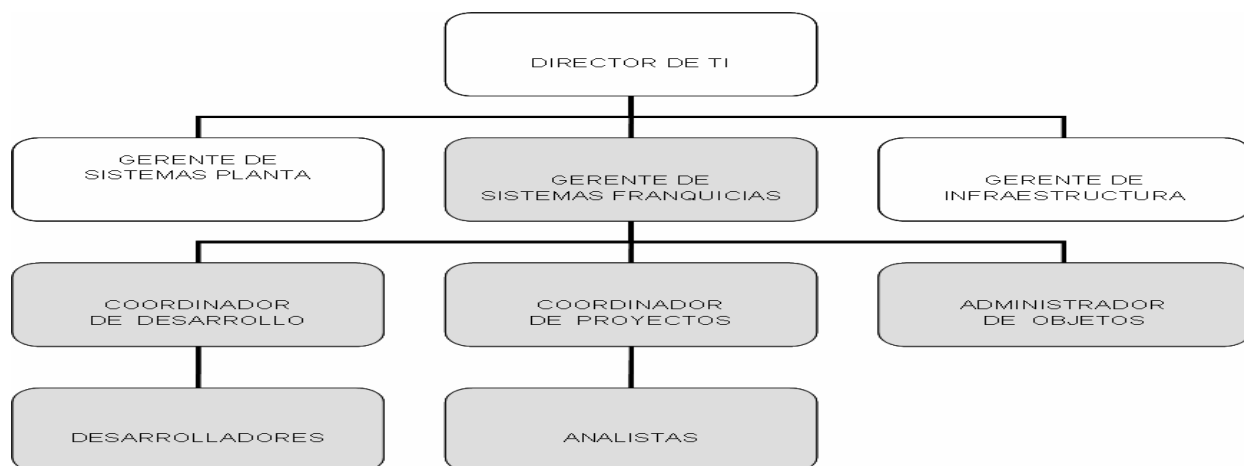 DIRECTOR DE TI
GERENTE DE
SISTEMAS PLANTA
GERENTE DE
SISTEMAS FRANQUICIAS
GERENTE DE
INFRAESTRUCTURA
COORDINADOR
DE DESARROLLO
COORDINADOR
DE PROYECTOS
ADMINISTRADOR
DE OBJETOS
DESARROLLADORES
ANALISTAS